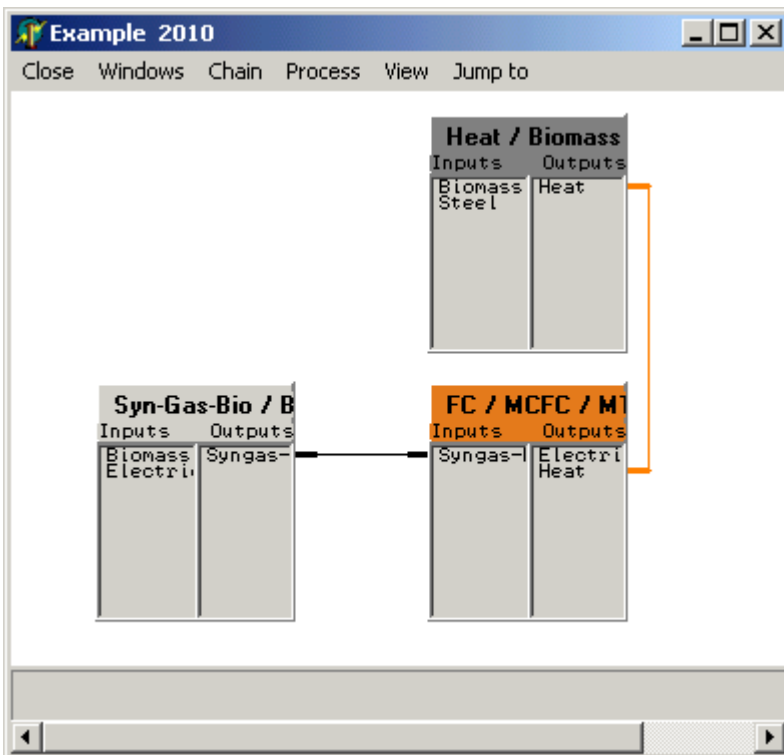 Example 2010
Close Windows Chain Process View Jump to
Heat / Biomass
Inputs Outputs
Biomass Heat
Steel
Syn-Gas-Bio / B
Inputs Outputs
Biomass Syngas-
Electri
FC / MCFC / MT
Inputs Outputs
Syngas- Electri
Heat